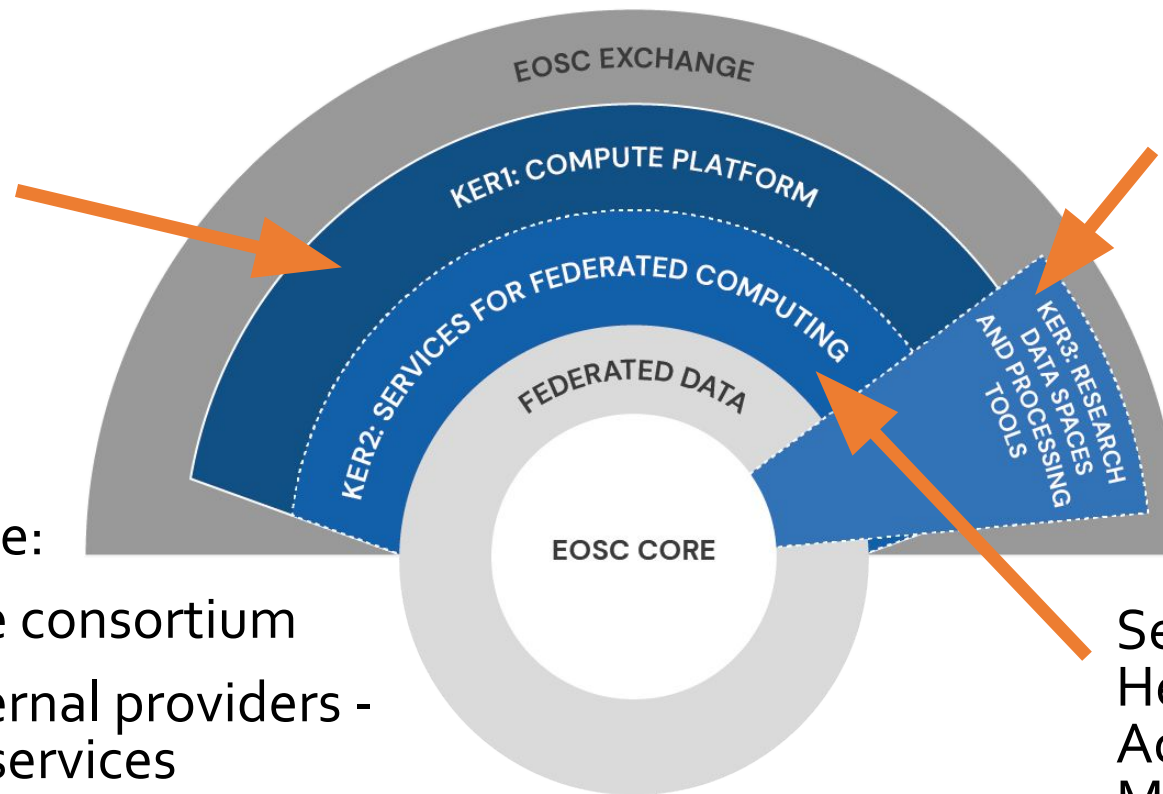 EOSC EXCHANGE
KER1: COMPUTE PLATFORM
KER2: SERVICES FOR FEDERATED COMPUTING
FEDERATED DATA
KER3: RESEARCH
DATA SPACES
AND PROCESSING
TOOLS
EOSC CORE
e:
e consortium
ernal providers -
services
Se
He
Ac